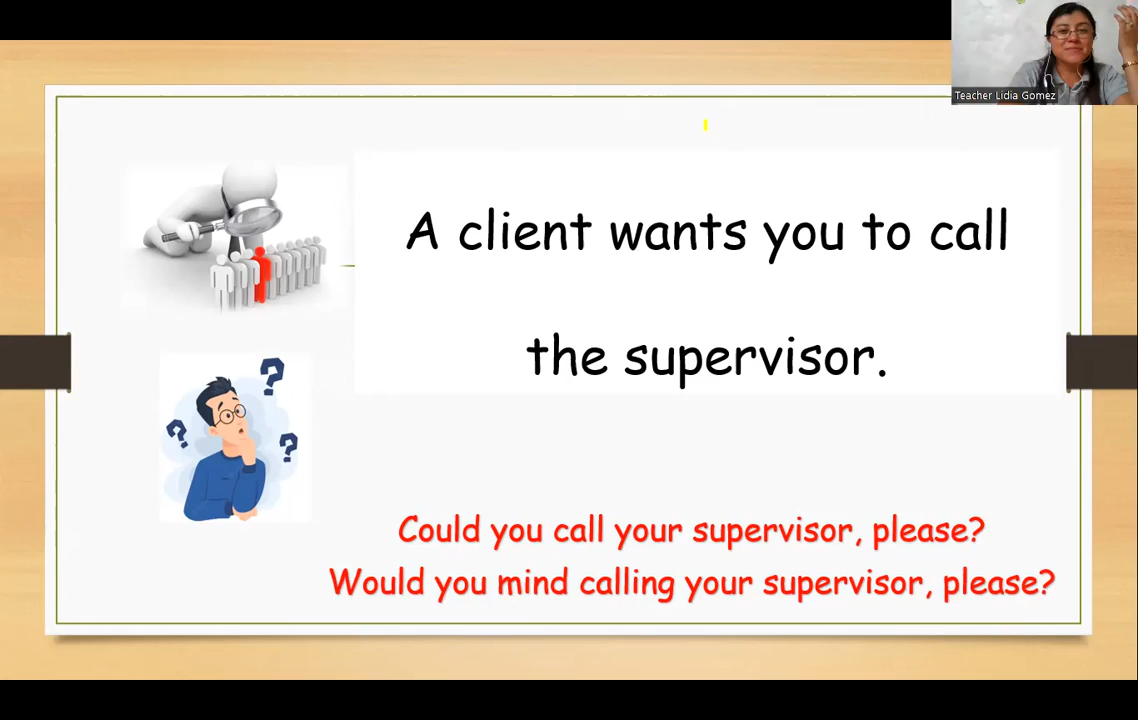 Teacher Lidia Gomez
A client wants you to call
the supervisor.
Could you call your supervisor, please?
Would you mind calling your supervisor, please?